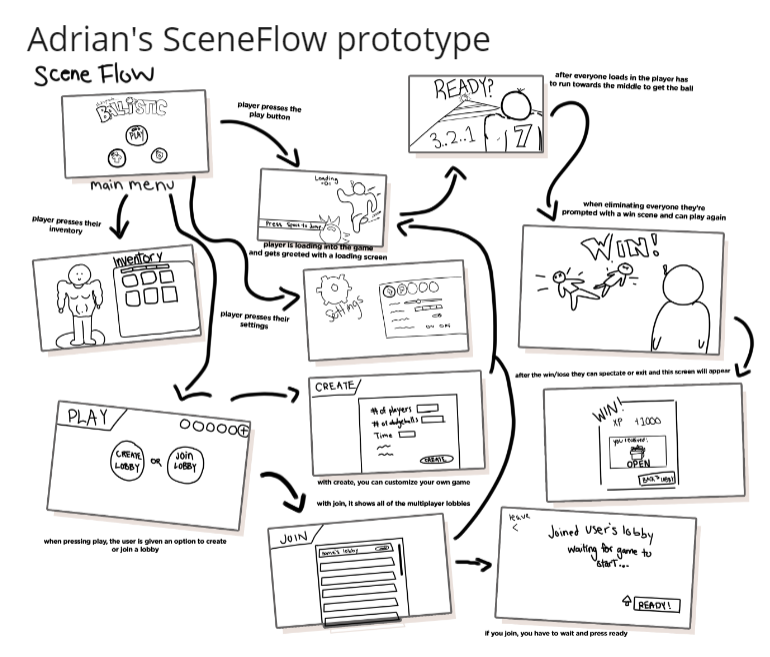 Adrian's SceneFlow prototype
Scene Flow
BALLISTIC
PLAY
main menu
player presses the
play button
Loading
Press Space to Jump
player is loading into the game
and gets greeted with a loading screen
READY?
3..2..1
7
after everyone loads in the player has
to run towards the middle to get the ball
player presses their
inventory
Inventory
player presses their
settings
Settings
ON OFF
when eliminating everyone they're
prompted with a win scene and can play again
WIN!
after the win/lose they can spectate or exit and this screen will appear
WIN!
XP +1000
you received:
OPEN
PLAY
CREATE
LOBBY
OR
Join
LOBBY
when pressing play, the user is given an option to create
or join a lobby
CREATE
# of players
# of dodgeballs
Time
CREATE
with create, you can customize your own game
with join, it shows all of the multiplayer lobbies
JOIN
name's lobby
leave
<
Joined user's lobby
waiting for game to
start...
READY!
If you join, you have to wait and press ready